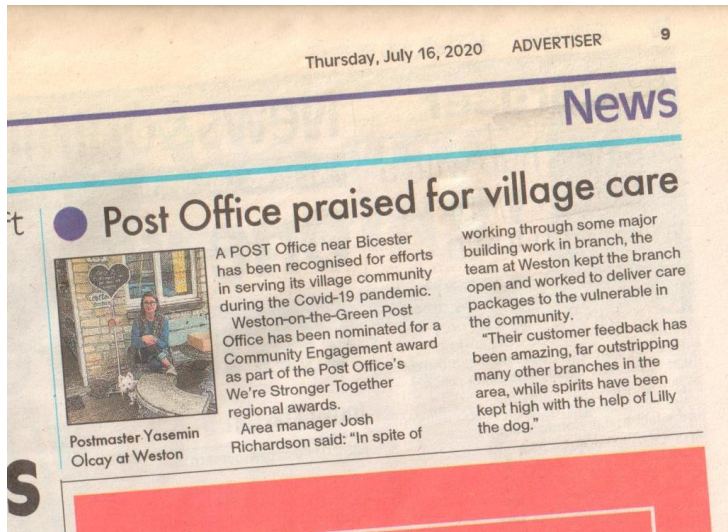 Thursday, July 16, 2020 ADVERTISER 9
News
Post Office praised for village care
A POST Office near Bicester
has been recognised for efforts
in serving its village community
during the Covid-19 pandemic.
Weston-on-the-Green Post
Office has been nominated for a
Community Engagement award
as part of the Post Office's
We're Stronger Together
regional awards.
Area manager Josh
Richardson said: "In spite of
working through some major
building work in branch, the
team at Weston kept the branch
open and worked to deliver care
packages to the vulnerable in
the community.
"Their customer feedback has
been amazing, far outstripping
many other branches in the
area, while spirits have been
kept high with the help of Lilly
the dog."
Postmaster Yasemin
Olcay at Weston